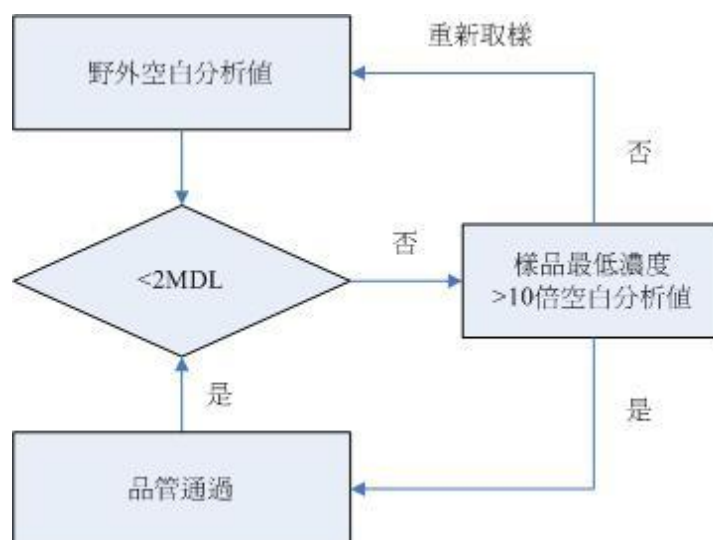 重新取樣
野外空白分析值
否
<2MDL
否
樣品最低濃度
>10倍空白分析值
是
是
品管通過